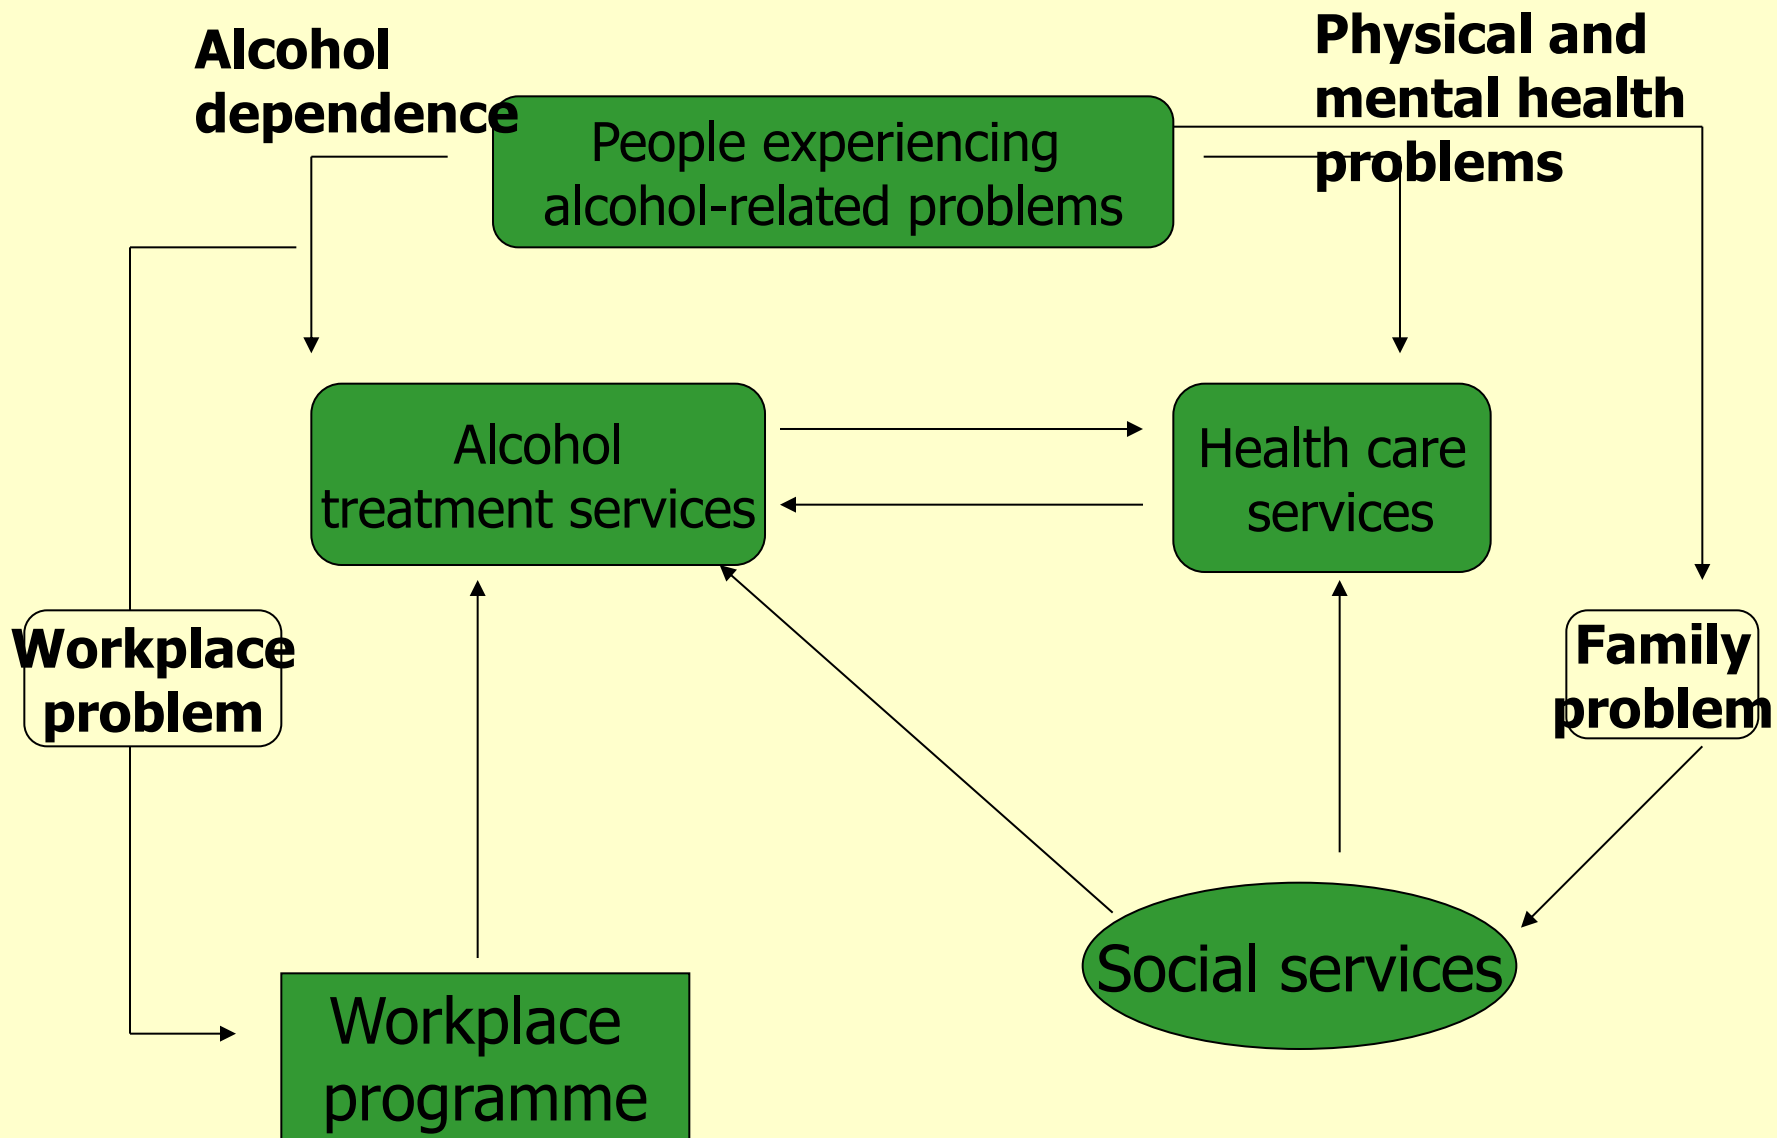 Alcohol
dependence
Physical and
mental health
problems
People experiencing
alcohol-related problems
Alcohol
treatment services
Health care
services
Workplace
problem
Family
problem
Social services
Workplace
programme